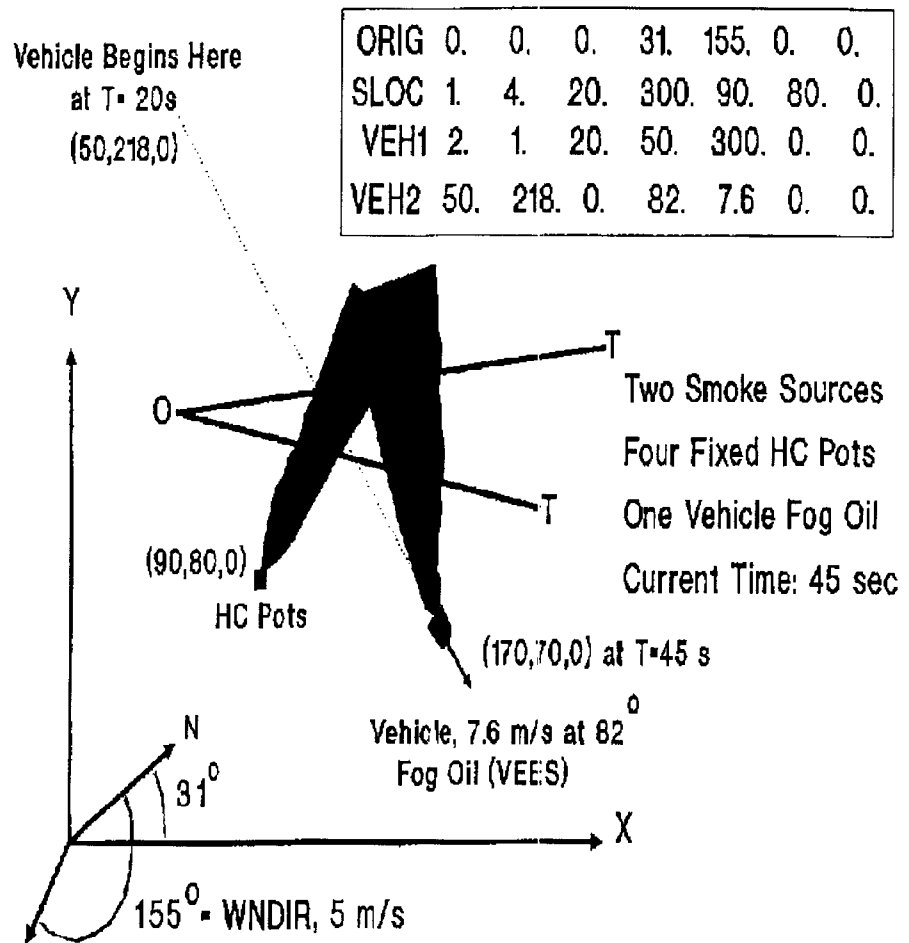 Vehicle Begins Here
at T= 20s
(50,218,0)
ORIG 0. 0. 0. 31. 155. 0. 0.
SLOC 1. 4. 20. 300. 90. 80. 0.
VEH1 2. 1. 20. 50. 300. 0. 0.
VEH2 50. 218. 0. 82. 7.6 0. 0.
Y
O
T
T
Two Smoke Sources
Four Fixed HC Pots
One Vehicle Fog Oil
Current Time: 45 sec
(90,80,0)
HC Pots
(170,70,0) at T=45 s
Vehicle, 7.6 m/s at 82°
Fog Oil (VEES)
N
31°
X
155° = WNDIR, 5 m/s